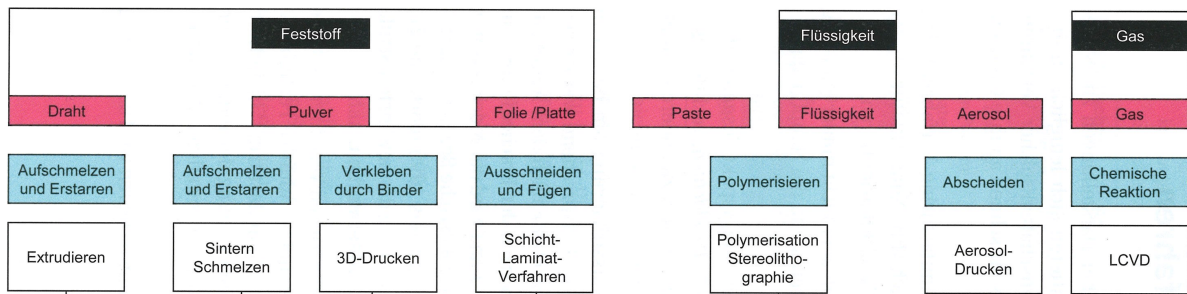 Feststoff
Flüssigkeit
Gas
Draht
Pulver
Folie /Platte
Paste
Flüssigkeit
Aerosol
Gas
Aufschmelzen
und Erstarren
Aufschmelzen
und Erstarren
Verkleben
durch Binder
Ausschneiden
und Fügen
Polymerisieren
Abscheiden
Chemische
Reaktion
Extrudieren
Sintern
Schmelzen
3D-Drucken
Schicht-
Laminat-
Verfahren
Polymerisation
Stereolitho-
graphie
Aerosol-
Drucken
LCVD